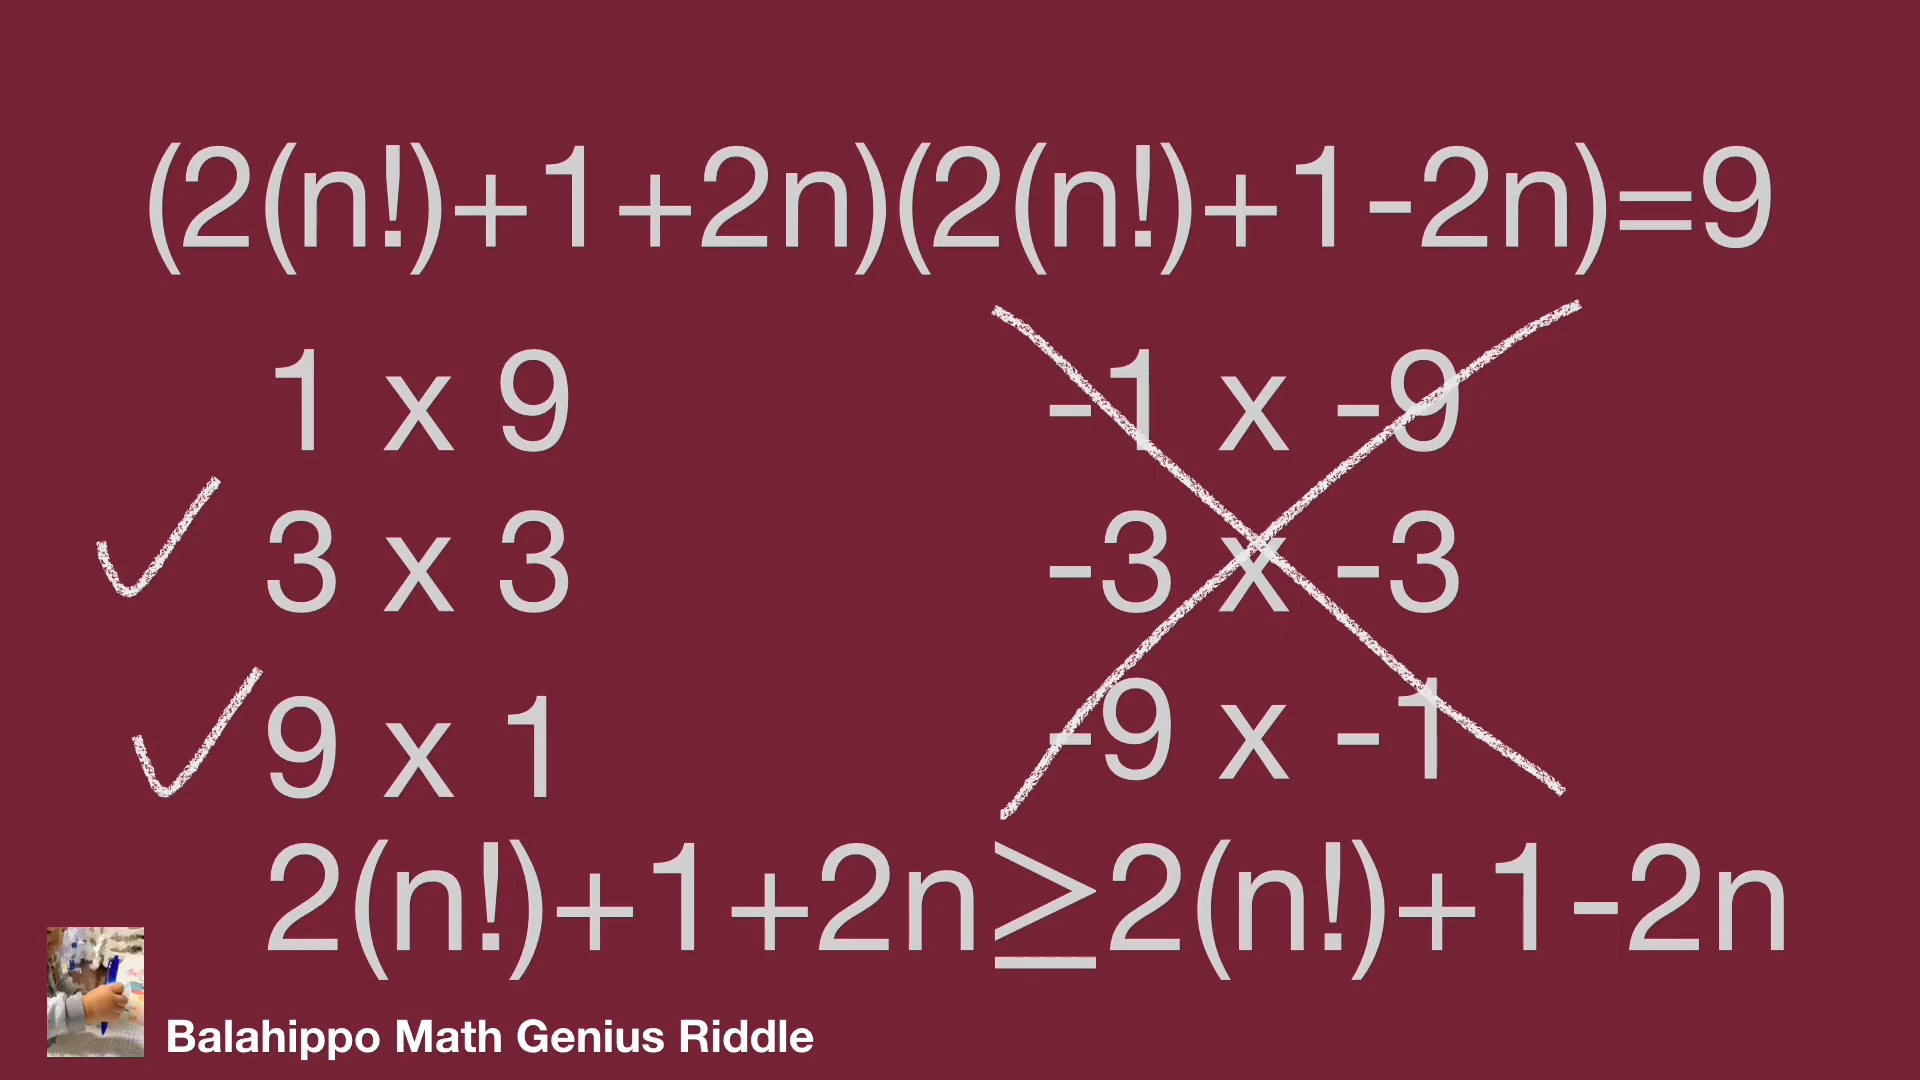 (2(n!)+1+2n)(2(n!)+1-2n)=9
1 x 9
-1 x -9
3 x 3
-3 x -3
9 x 1
-9 x -1
2(n!)+1+2n≥2(n!)+1-2n
Balahippo Math Genius Riddle